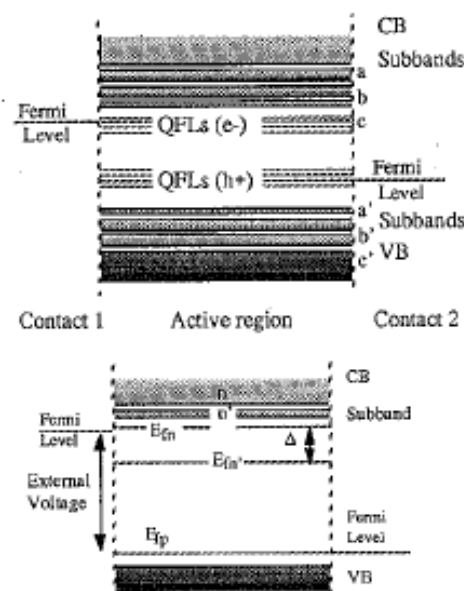 CB
Subbands
a
b
c
Fermi
Level
QFLs (e-)
QFLs (h+)
Fermi
Level
a'
Subbands
b'
VB
c'
Contact 1
Active region
Contact 2
CB
n
n'
Subband
Fermi
Level
Efn
Δ
Efn'
External
Voltage
Efp
Fermi
Level
VB